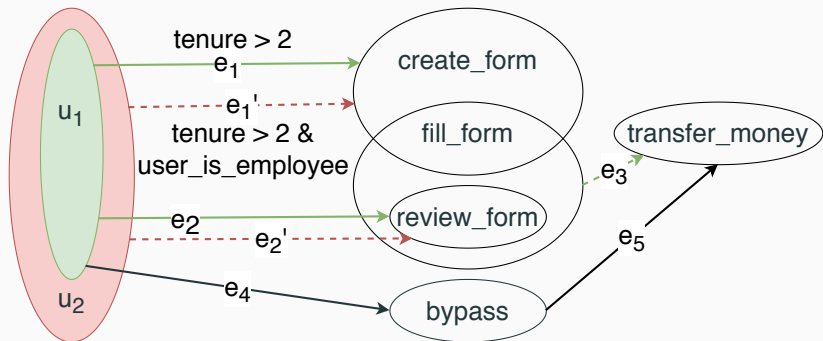 tenure > 2
e1
create_form
e1'
u1
tenure > 2 &
user_is_employee
fill_form
transfer_money
e3
e2
review_form
e2'
e5
u2
e4
bypass